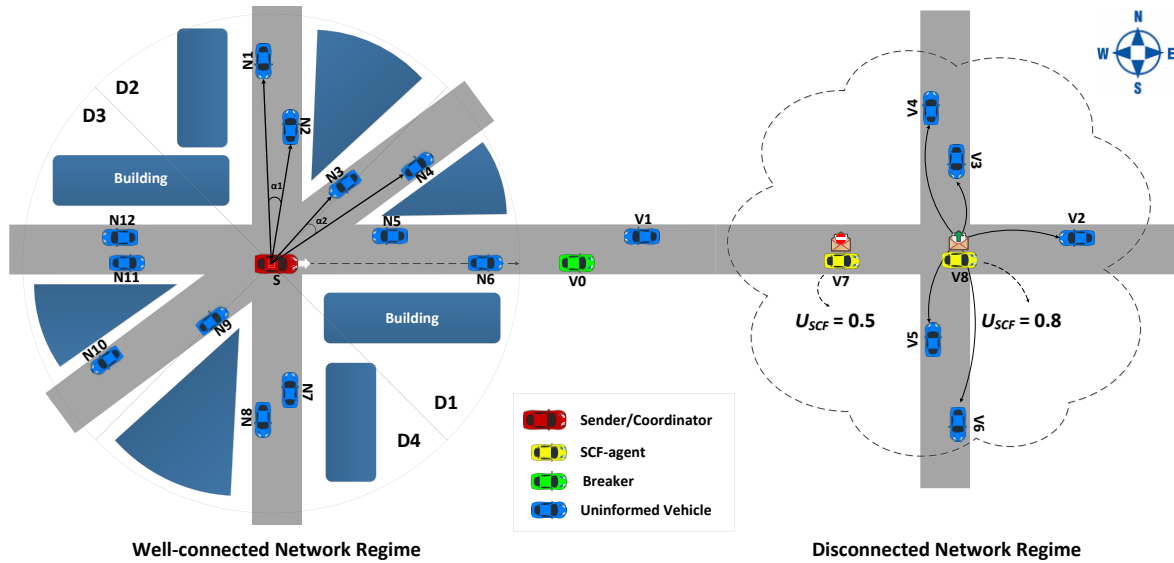 N
W E
S
D2
D3
N1
N2
α1
N3
N4
α2
Building
N12
N11
S
N5
N6
V1
V0
V4
V3
V2
V7
V8
U_SCF = 0.5
U_SCF = 0.8
V5
V6
N10
N9
N8
N7
Building
D1
D4
Sender/Coordinator
SCF-agent
Breaker
Uninformed Vehicle
Well-connected Network Regime
Disconnected Network Regime